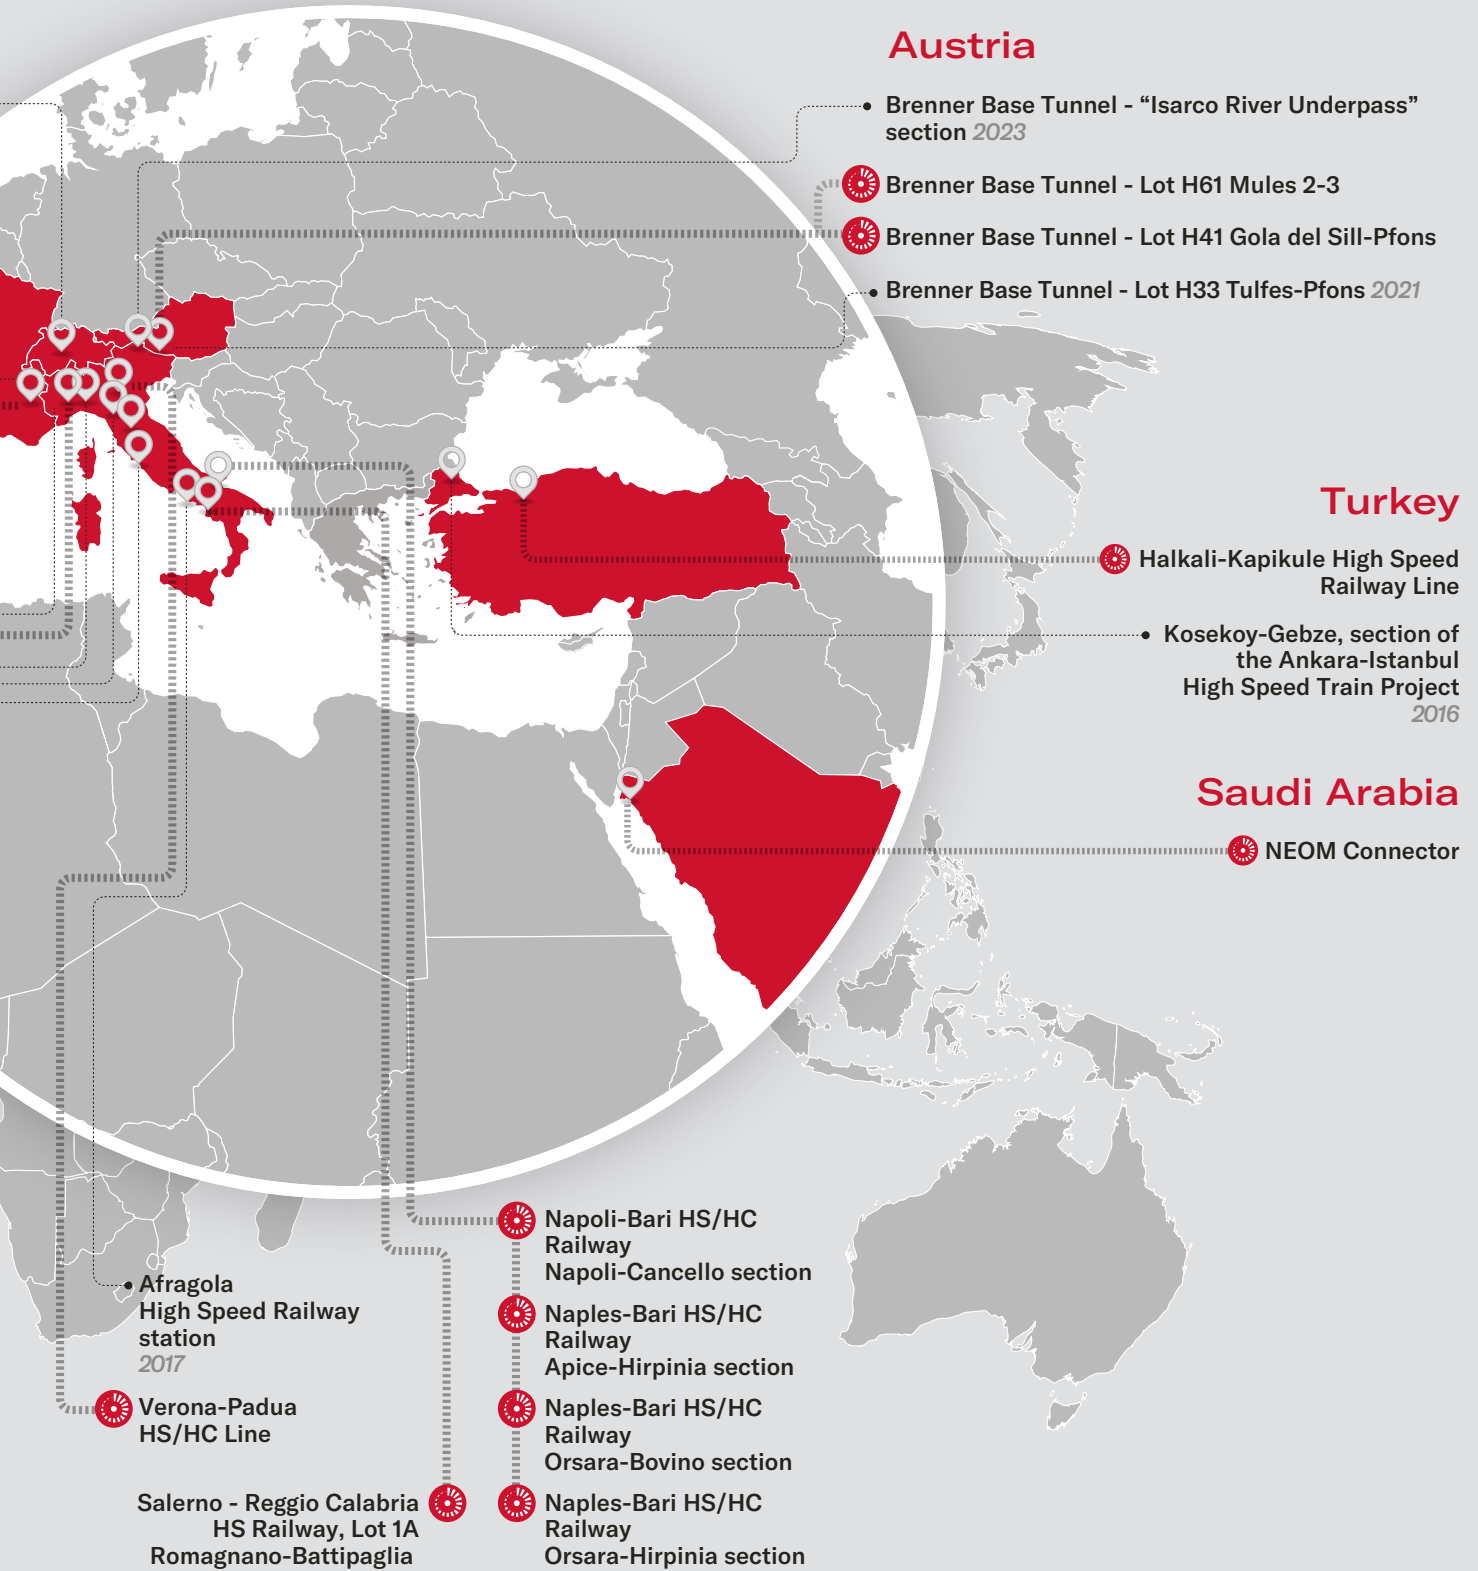 Austria
Brenner Base Tunnel - “Isarco River Underpass”
section 2023
Brenner Base Tunnel - Lot H61 Mules 2-3
Brenner Base Tunnel - Lot H41 Gola del Sill-Pfons
Brenner Base Tunnel - Lot H33 Tulfes-Pfons 2021
Turkey
Halkali-Kapikule High Speed
Railway Line
Kosekoy-Gebze, section of
the Ankara-Istanbul
High Speed Train Project
2016
Saudi Arabia
NEOM Connector
Afragola
High Speed Railway
station
2017
Verona-Padua
HS/HC Line
Salerno - Reggio Calabria
HS Railway, Lot 1A
Romagnano-Battipaglia
Napoli-Bari HS/HC
Railway
Napoli-Cancello section
Naples-Bari HS/HC
Railway
Apice-Hirpinia section
Naples-Bari HS/HC
Railway
Orsara-Bovino section
Naples-Bari HS/HC
Railway
Orsara-Hirpinia section